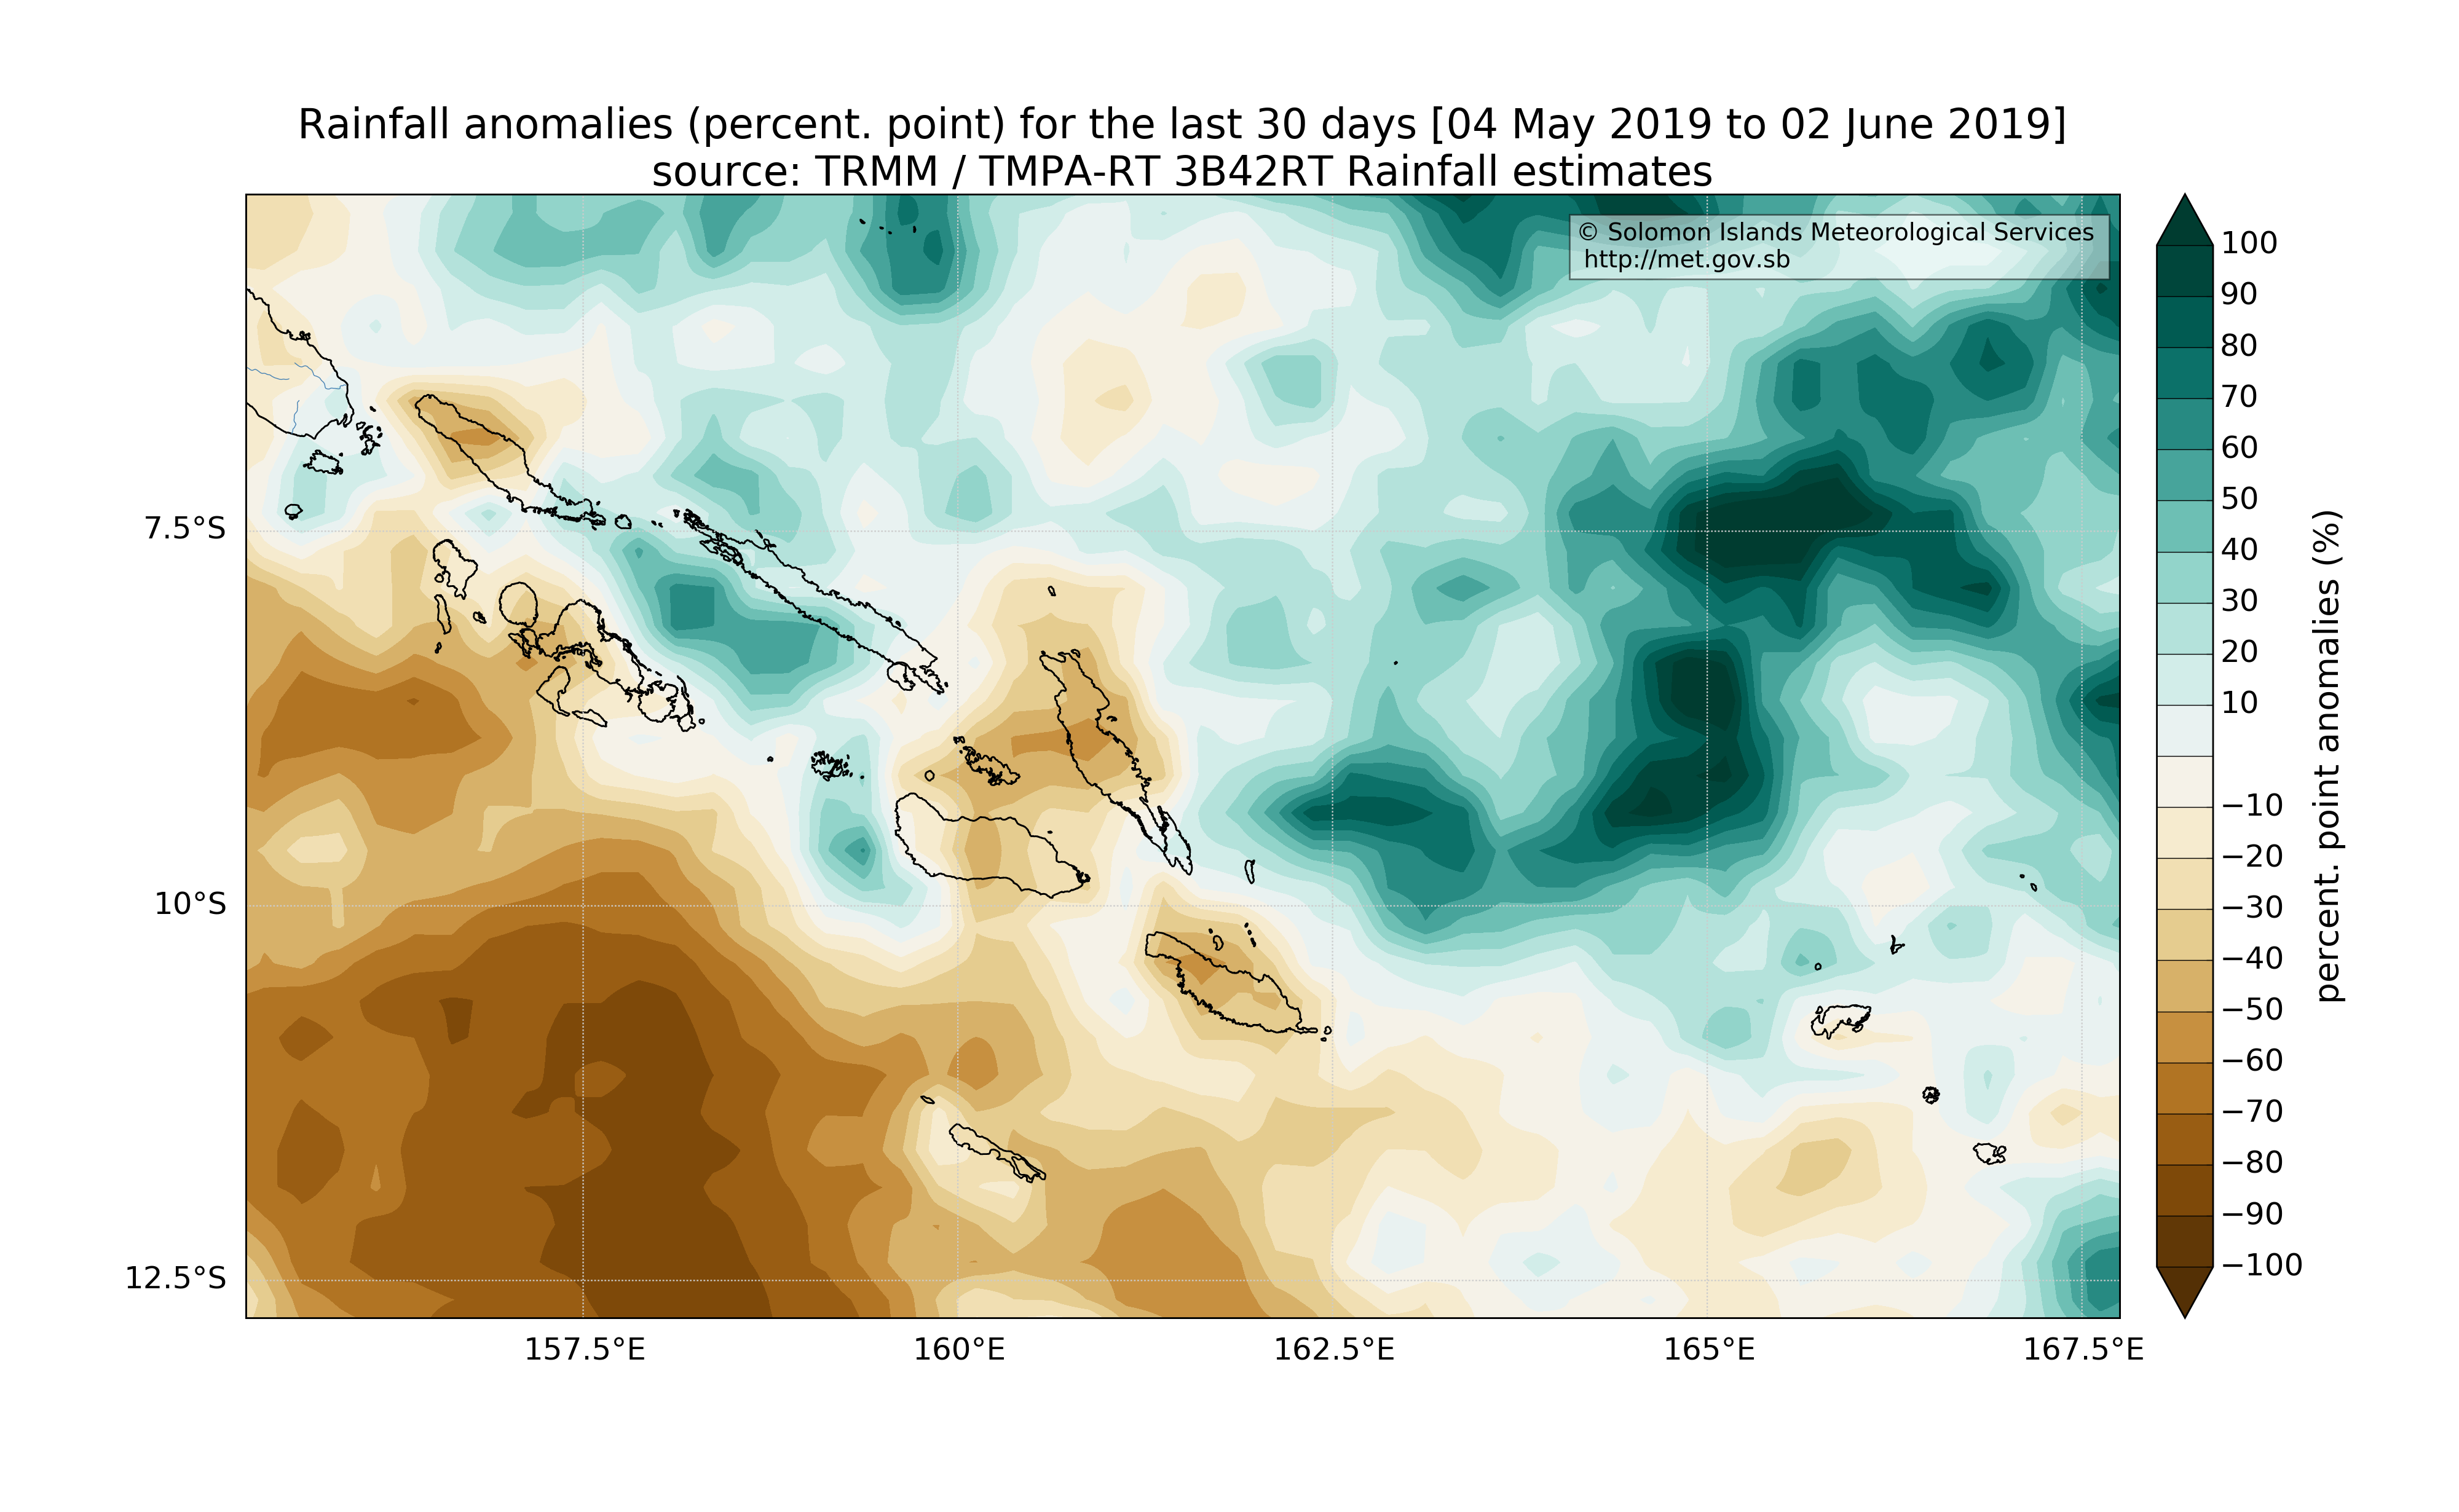 Rainfall anomalies (percent. point) for the last 30 days [04 May 2019 to 02 June 2019]
source: TRMM / TMPA-RT 3B42RT Rainfall estimates
© Solomon Islands Meteorological Services
http://met.gov.sb
7.5°S
10°S
12.5°S
157.5°E
160°E
162.5°E
165°E
167.5°E
100
90
80
70
60
50
40
30
20
10
−10
−20
−30
−40
−50
−60
−70
−80
−90
−100
percent. point anomalies (%)